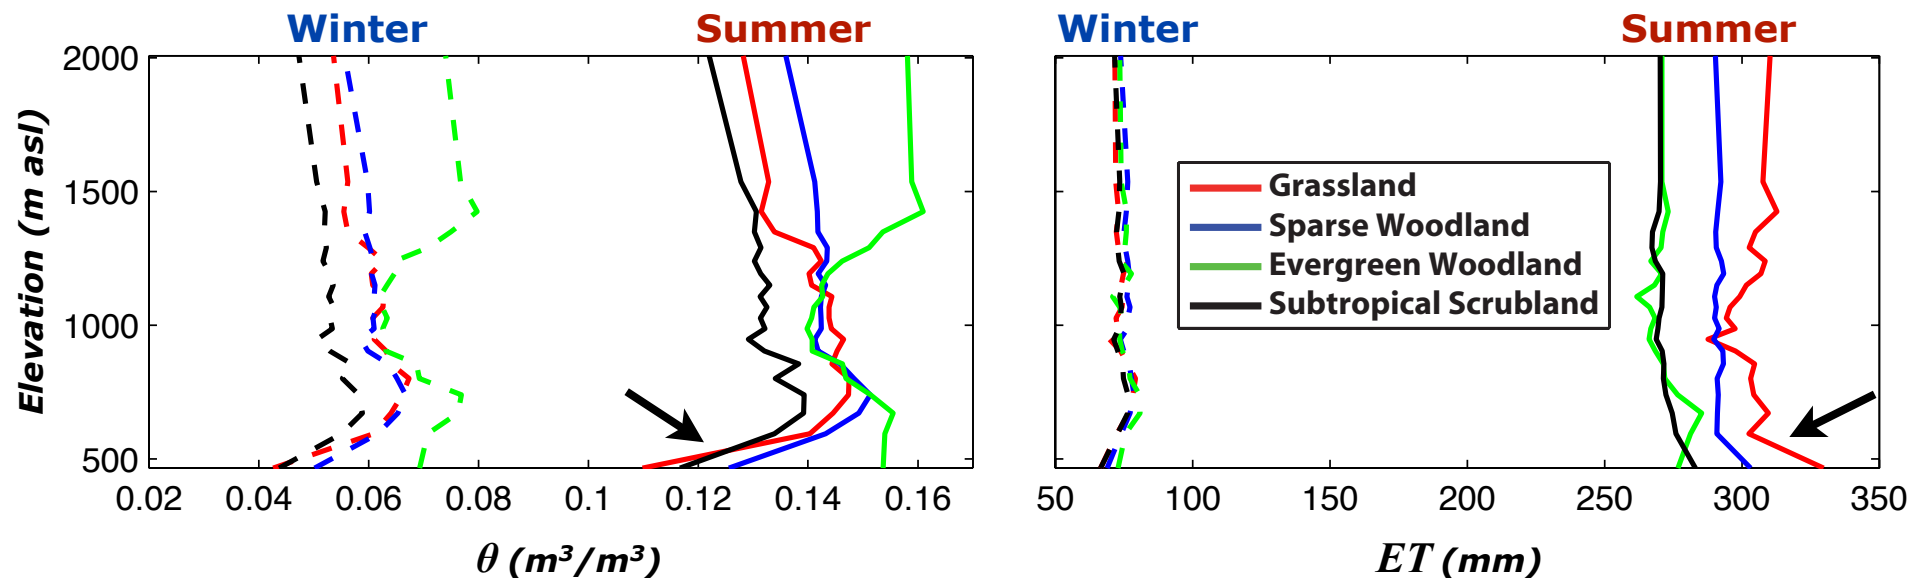 Winter Summer Winter Summer
2000
1500
1000
500
Elevation (m asl)
Grassland
Sparse Woodland
Evergreen Woodland
Subtropical Scrubland
0.02 0.04 0.06 0.08 0.1 0.12 0.14 0.16 50 100 150 200 250 300 350
θ (m³/m³) ET (mm)